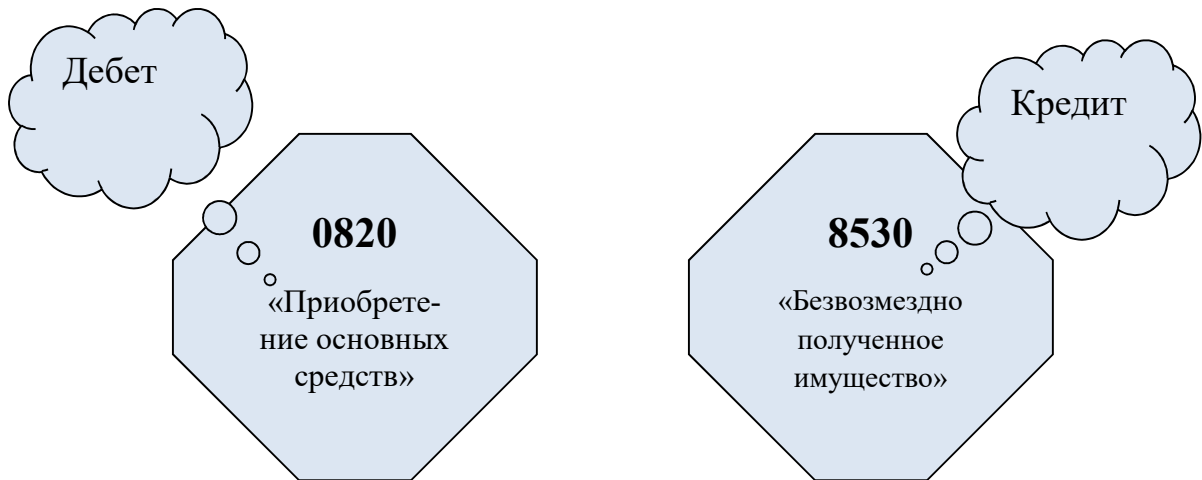 Дебет
0820
«Приобрете-
ние основных
средств»
Кредит
8530
«Безвозмездно
полученное
имущество»